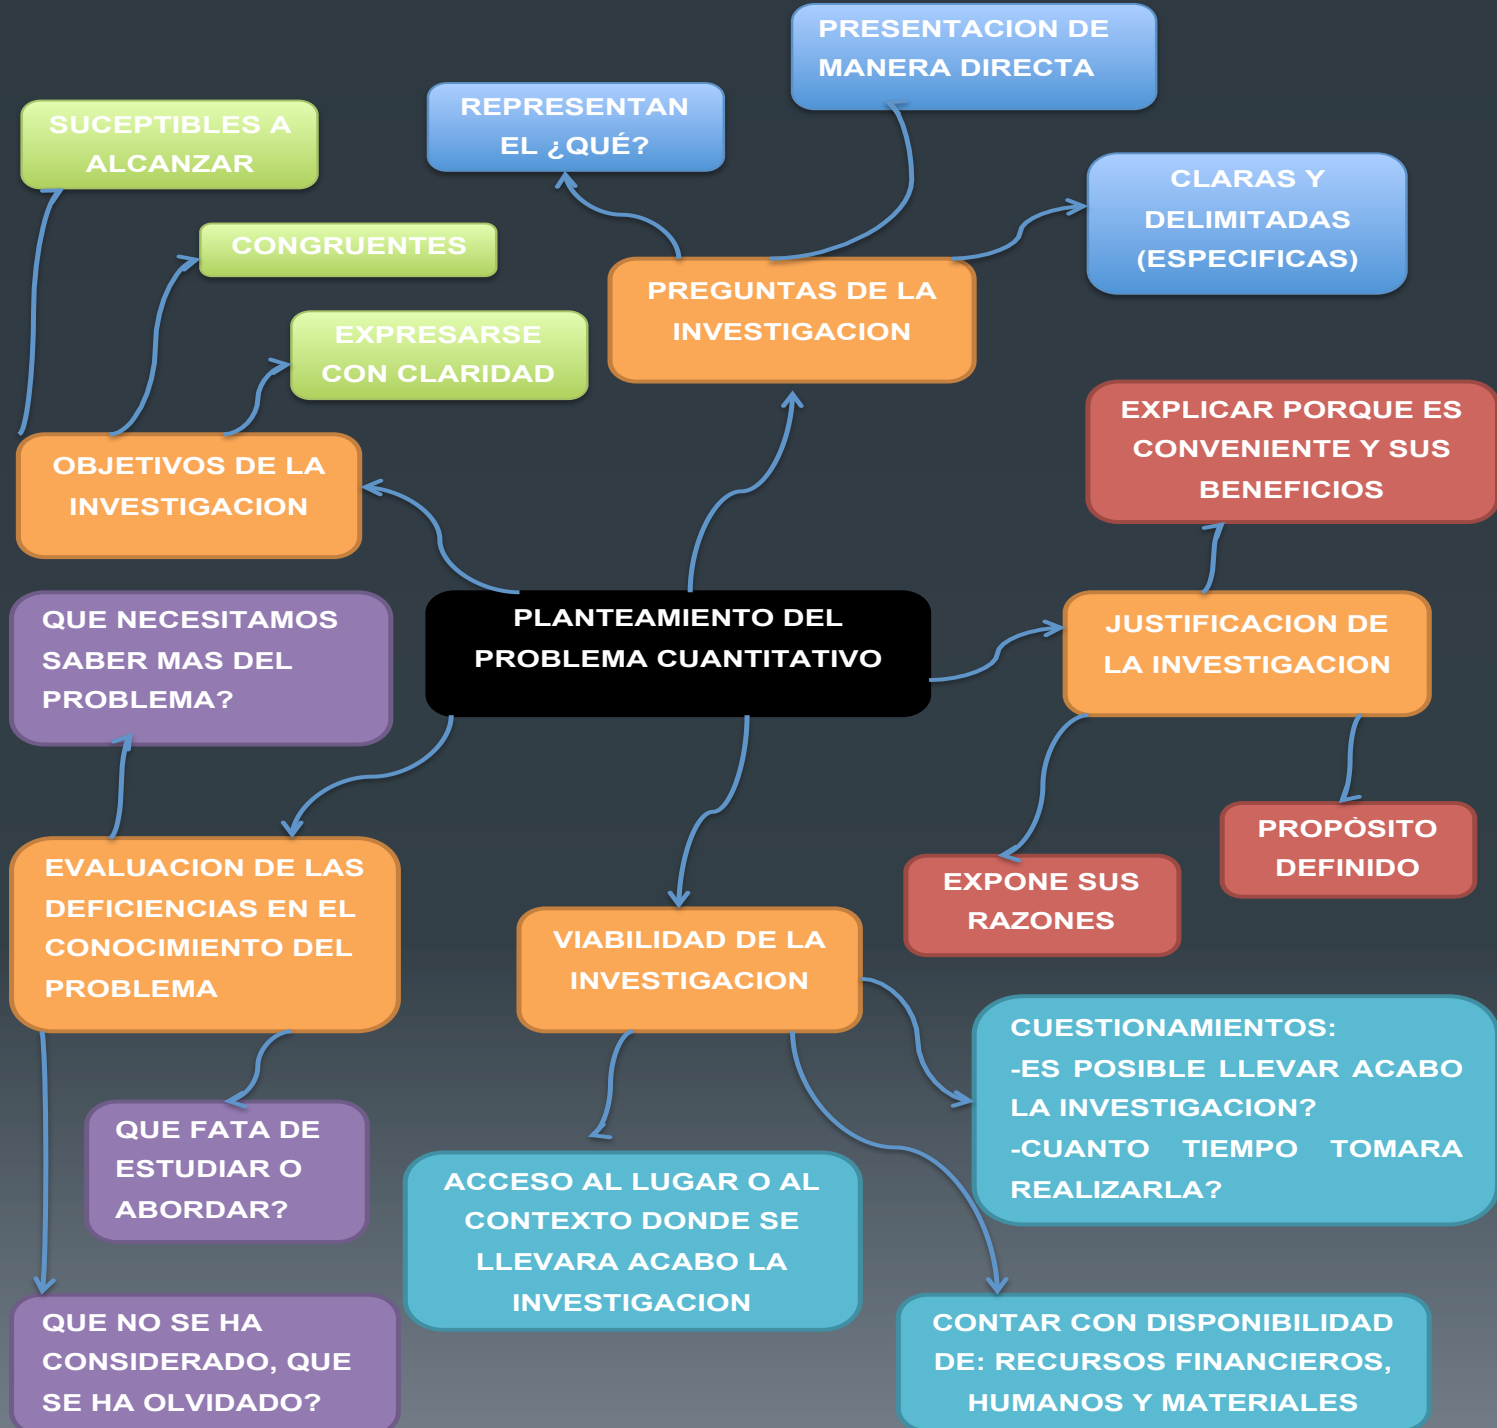 PRESENTACION DE
MANERA DIRECTA
REPRESENTAN
EL ¿QUÉ?
SUCEPTIBLES A
ALCANZAR
CLARAS Y
DELIMITADAS
(ESPECIFICAS)
CONGRUENTES
PREGUNTAS DE LA
INVESTIGACION
EXPRESARSE
CON CLARIDAD
EXPLICAR PORQUE ES
CONVENIENTE Y SUS
BENEFICIOS
OBJETIVOS DE LA
INVESTIGACION
QUE NECESITAMOS
SABER MAS DEL
PROBLEMA?
PLANTEAMIENTO DEL
PROBLEMA CUANTITATIVO
JUSTIFICACION DE
LA INVESTIGACION
PROPÒSITO
DEFINIDO
EVALUACION DE LAS
DEFICIENCIAS EN EL
CONOCIMIENTO DEL
PROBLEMA
EXPONE SUS
RAZONES
VIABILIDAD DE LA
INVESTIGACION
CUESTIONAMIENTOS:
-ES POSIBLE LLEVAR ACABO
LA INVESTIGACION?
-CUANTO TIEMPO TOMARA
REALIZARLA?
QUE FATA DE
ESTUDIAR O
ABORDAR?
ACCESO AL LUGAR O AL
CONTEXTO DONDE SE
LLEVARA ACABO LA
INVESTIGACION
QUE NO SE HA
CONSIDERADO, QUE
SE HA OLVIDADO?
CONTAR CON DISPONIBILIDAD
DE: RECURSOS FINANCIEROS,
HUMANOS Y MATERIALES